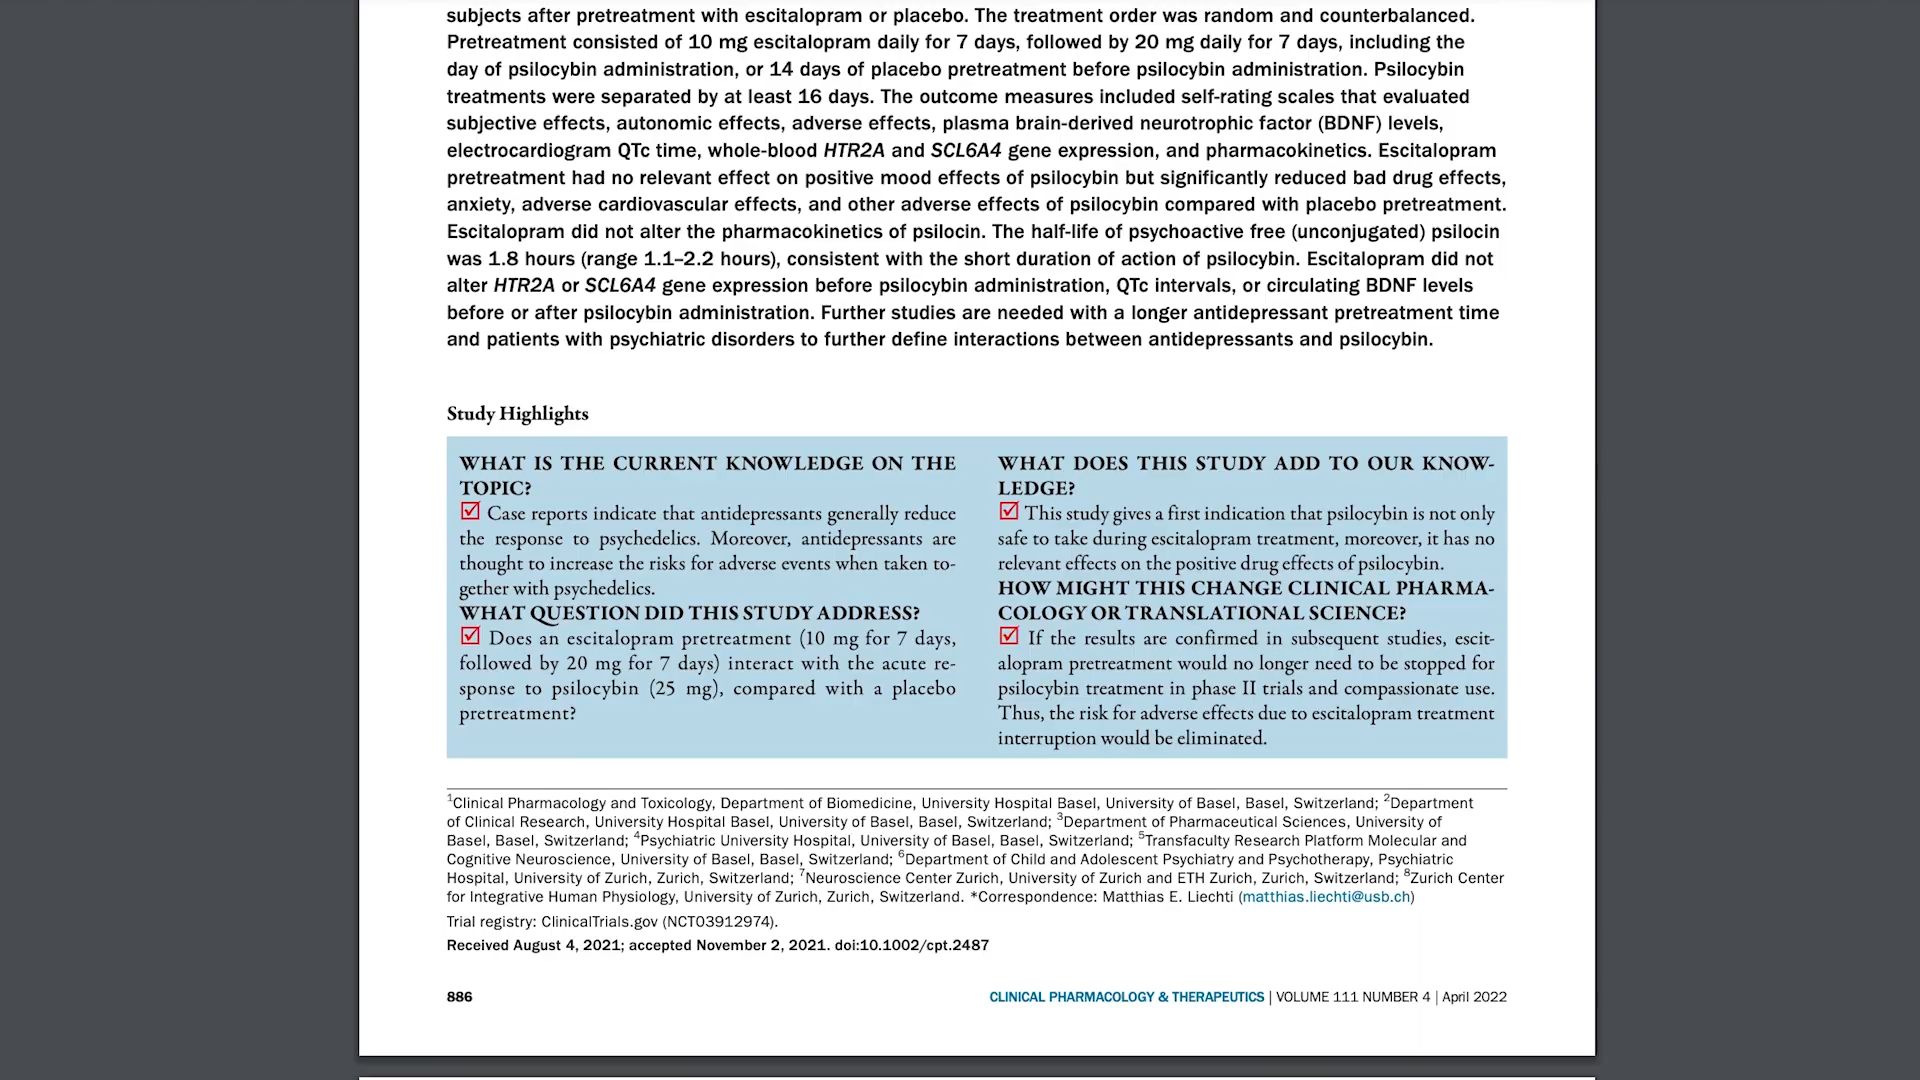 subjects after pretreatment with escitalopram or placebo. The treatment order was random and counterbalanced.
Pretreatment consisted of 10 mg escitalopram daily for 7 days, followed by 20 mg daily for 7 days, including the
day of psilocybin administration, or 14 days of placebo pretreatment before psilocybin administration. Psilocybin
treatments were separated by at least 16 days. The outcome measures included self-rating scales that evaluated
subjective effects, autonomic effects, adverse effects, plasma brain-derived neurotrophic factor (BDNF) levels,
electrocardiogram QTc time, whole-blood HTR2A and SCL6A4 gene expression, and pharmacokinetics. Escitalopram
pretreatment had no relevant effect on positive mood effects of psilocybin but significantly reduced bad drug effects,
anxiety, adverse cardiovascular effects, and other adverse effects of psilocybin compared with placebo pretreatment.
Escitalopram did not alter the pharmacokinetics of psilocin. The half-life of psychoactive free (unconjugated) psilocin
was 1.8 hours (range 1.1–2.2 hours), consistent with the short duration of action of psilocybin. Escitalopram did not
alter HTR2A or SCL6A4 gene expression before psilocybin administration, QTc intervals, or circulating BDNF levels
before or after psilocybin administration. Further studies are needed with a longer antidepressant pretreatment time
and patients with psychiatric disorders to further define interactions between antidepressants and psilocybin.
Study Highlights
WHAT IS THE CURRENT KNOWLEDGE ON THE
TOPIC?
☑ Case reports indicate that antidepressants generally reduce
the response to psychedelics. Moreover, antidepressants are
thought to increase the risks for adverse events when taken to-
gether with psychedelics.
WHAT QUESTION DID THIS STUDY ADDRESS?
☑ Does an escitalopram pretreatment (10 mg for 7 days,
followed by 20 mg for 7 days) interact with the acute re-
sponse to psilocybin (25 mg), compared with a placebo
pretreatment?
WHAT DOES THIS STUDY ADD TO OUR KNOW-
LEDGE?
☑ This study gives a first indication that psilocybin is not only
safe to take during escitalopram treatment, moreover, it has no
relevant effects on the positive drug effects of psilocybin.
HOW MIGHT THIS CHANGE CLINICAL PHARMA-
COLOGY OR TRANSLATIONAL SCIENCE?
☑ If the results are confirmed in subsequent studies, escit-
alopram pretreatment would no longer need to be stopped for
psilocybin treatment in phase II trials and compassionate use.
Thus, the risk for adverse effects due to escitalopram treatment
interruption would be eliminated.
1Clinical Pharmacology and Toxicology, Department of Biomedicine, University Hospital Basel, University of Basel, Basel, Switzerland; 2Department
of Clinical Research, University Hospital Basel, University of Basel, Basel, Switzerland; 3Department of Pharmaceutical Sciences, University of
Basel, Basel, Switzerland; 4Psychiatric University Hospital, University of Basel, Basel, Switzerland; 5Transfaculty Research Platform Molecular and
Cognitive Neuroscience, University of Basel, Basel, Switzerland; 6Department of Child and Adolescent Psychiatry and Psychotherapy, Psychiatric
Hospital, University of Zurich, Zurich, Switzerland; 7Neuroscience Center Zurich, University of Zurich and ETH Zurich, Zurich, Switzerland; 8Zurich Center
for Integrative Human Physiology, University of Zurich, Zurich, Switzerland. *Correspondence: Matthias E. Liechti (matthias.liechti@usb.ch)
Trial registry: ClinicalTrials.gov (NCT03912974).
Received August 4, 2021; accepted November 2, 2021. doi:10.1002/cpt.2487
886
CLINICAL PHARMACOLOGY & THERAPEUTICS | VOLUME 111 NUMBER 4 | April 2022